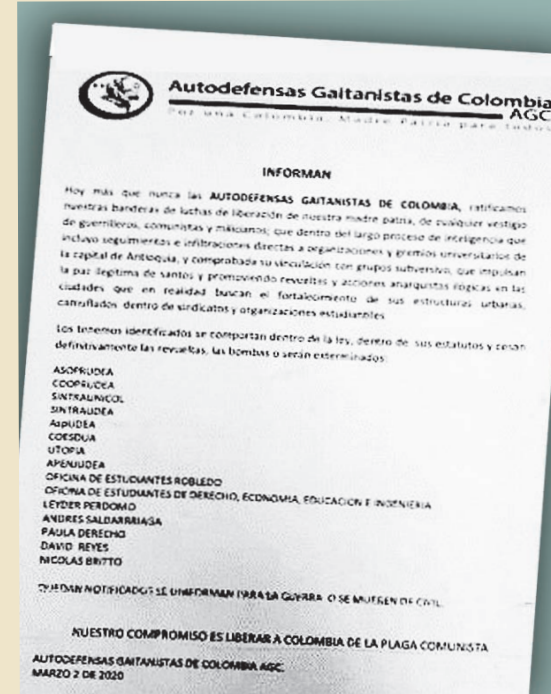 Autodefensas Gaitanistas de Colombia
AGC
Por una Colombia, Madre Patria para todos
INFORMAN
Hoy más que nunca las AUTODEFENSAS GAITANISTAS DE COLOMBIA, ratificamos
nuestras banderas de luchas de liberación de nuestra madre patria, de cualquier vestigio
de guerrilleros, comunistas y milicianos; que dentro del largo proceso de inteligencia que
incluyo seguimientos e infiltraciones directas a organizaciones y gremios universitarios de
la capital de Antioquia, y comprobada su vinculación con grupos subversivo, que impulsan
la paz ilegitima de santos y promoviendo revueltas y acciones anarquistas en las
ciudades que en realidad buscan el fortalecimiento de sus estructuras urbanas,
camuflados dentro de sindicatos y organizaciones estudiantiles
Los tenemos identificados se comportan dentro de la ley, dentro de sus estatutos y cesan
definitivamente las revueltas, las bombas o serán exterminados:
ASOPRUDEA
COOPRUDEA
SINTRAUNICOL
SINTRAUDEA
AspUDEA
COESDUA
UTOPIA
APENJUDEA
OFICINA DE ESTUDIANTES ROBLEDO
OFICINA DE ESTUDIANTES DE DERECHO, ECONOMIA, EDUCACION E INGENIERIA
LEYDER PERDOMO
ANDRES SALDARRIAGA
PAULA DERECHO
DAVID REYES
NICOLAS BRITTO
QUEDAN NOTIFICADOS SE UNIFORMAN PARA LA GUERRA O SE MUEREN DE CIVIL.
NUESTRO COMPROMISO ES LIBERAR A COLOMBIA DE LA PLAGA COMUNISTA
AUTODEFENSAS GAITANISTAS DE COLOMBIA AGC.
MARZO 2 DE 2020